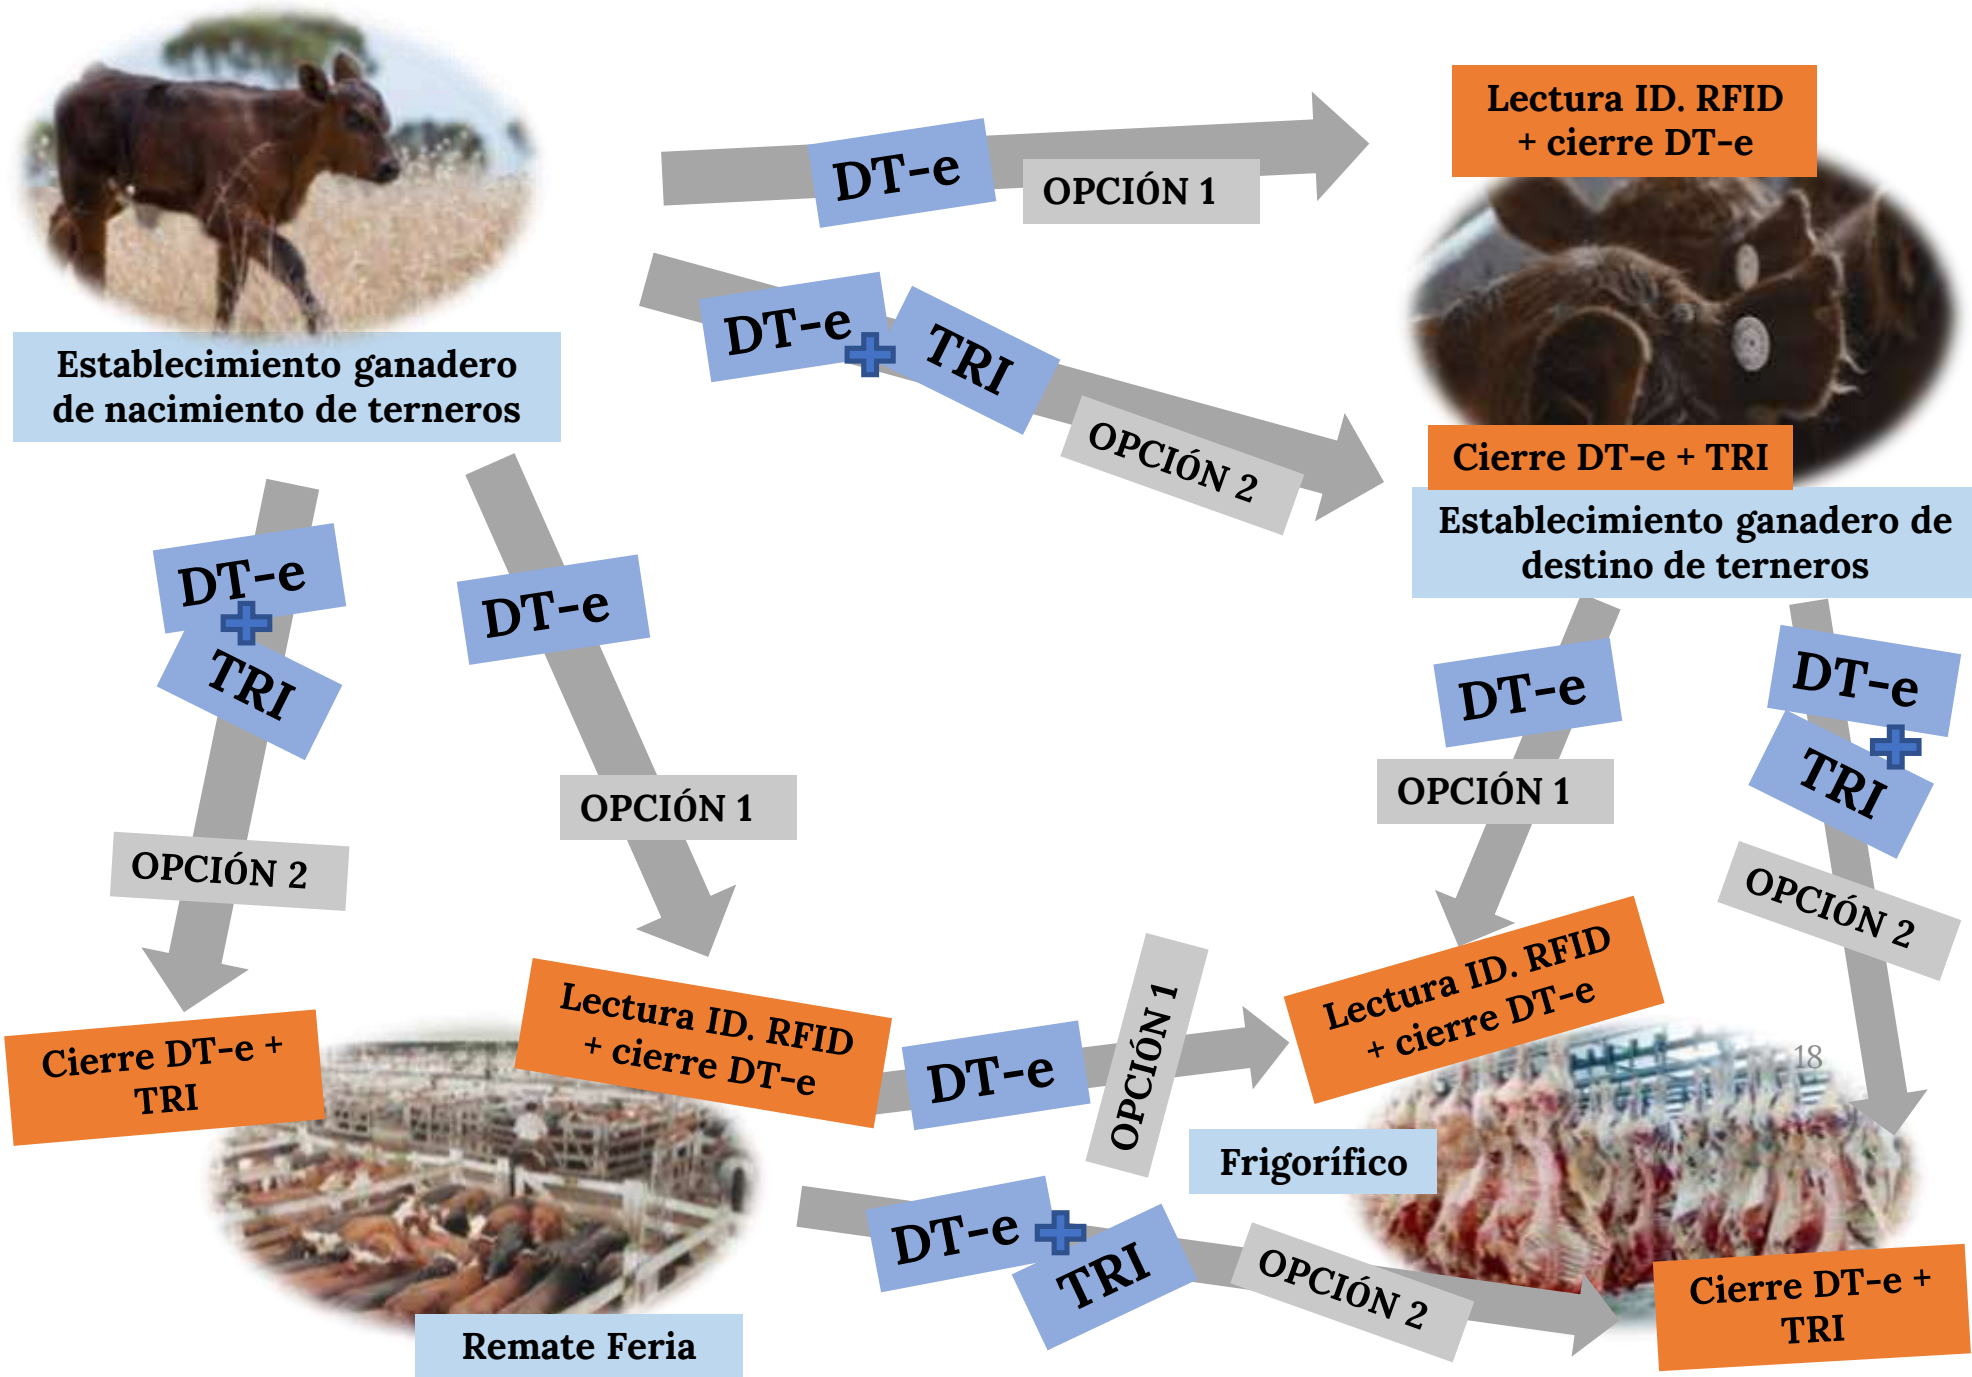 Lectura ID. RFID
+ cierre DT-e
DT-e
OPCIÓN 1
DT-e
TRI
OPCIÓN 2
Establecimiento ganadero
de nacimiento de terneros
Cierre DT-e + TRI
Establecimiento ganadero de
destino de terneros
DT-e
TRI
OPCIÓN 2
DT-e
OPCIÓN 1
DT-e
OPCIÓN 1
DT-e
TRI
OPCIÓN 2
Cierre DT-e +
TRI
Lectura ID. RFID
+ cierre DT-e
DT-e
OPCIÓN 1
Lectura ID. RFID
+ cierre DT-e
18
Frigorífico
DT-e
TRI
OPCIÓN 2
Cierre DT-e +
TRI
Remate Feria